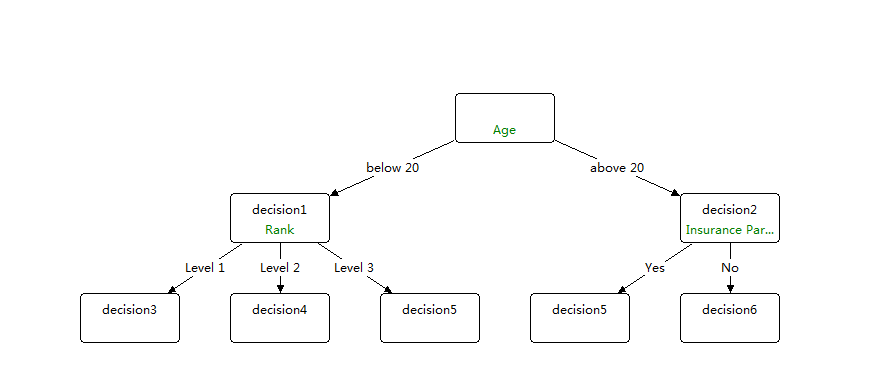 Age
below 20
above 20
decision1
Rank
decision2
Insurance Par...
Level 1
Level 2
Level 3
Yes
No
decision3
decision4
decision5
decision5
decision6